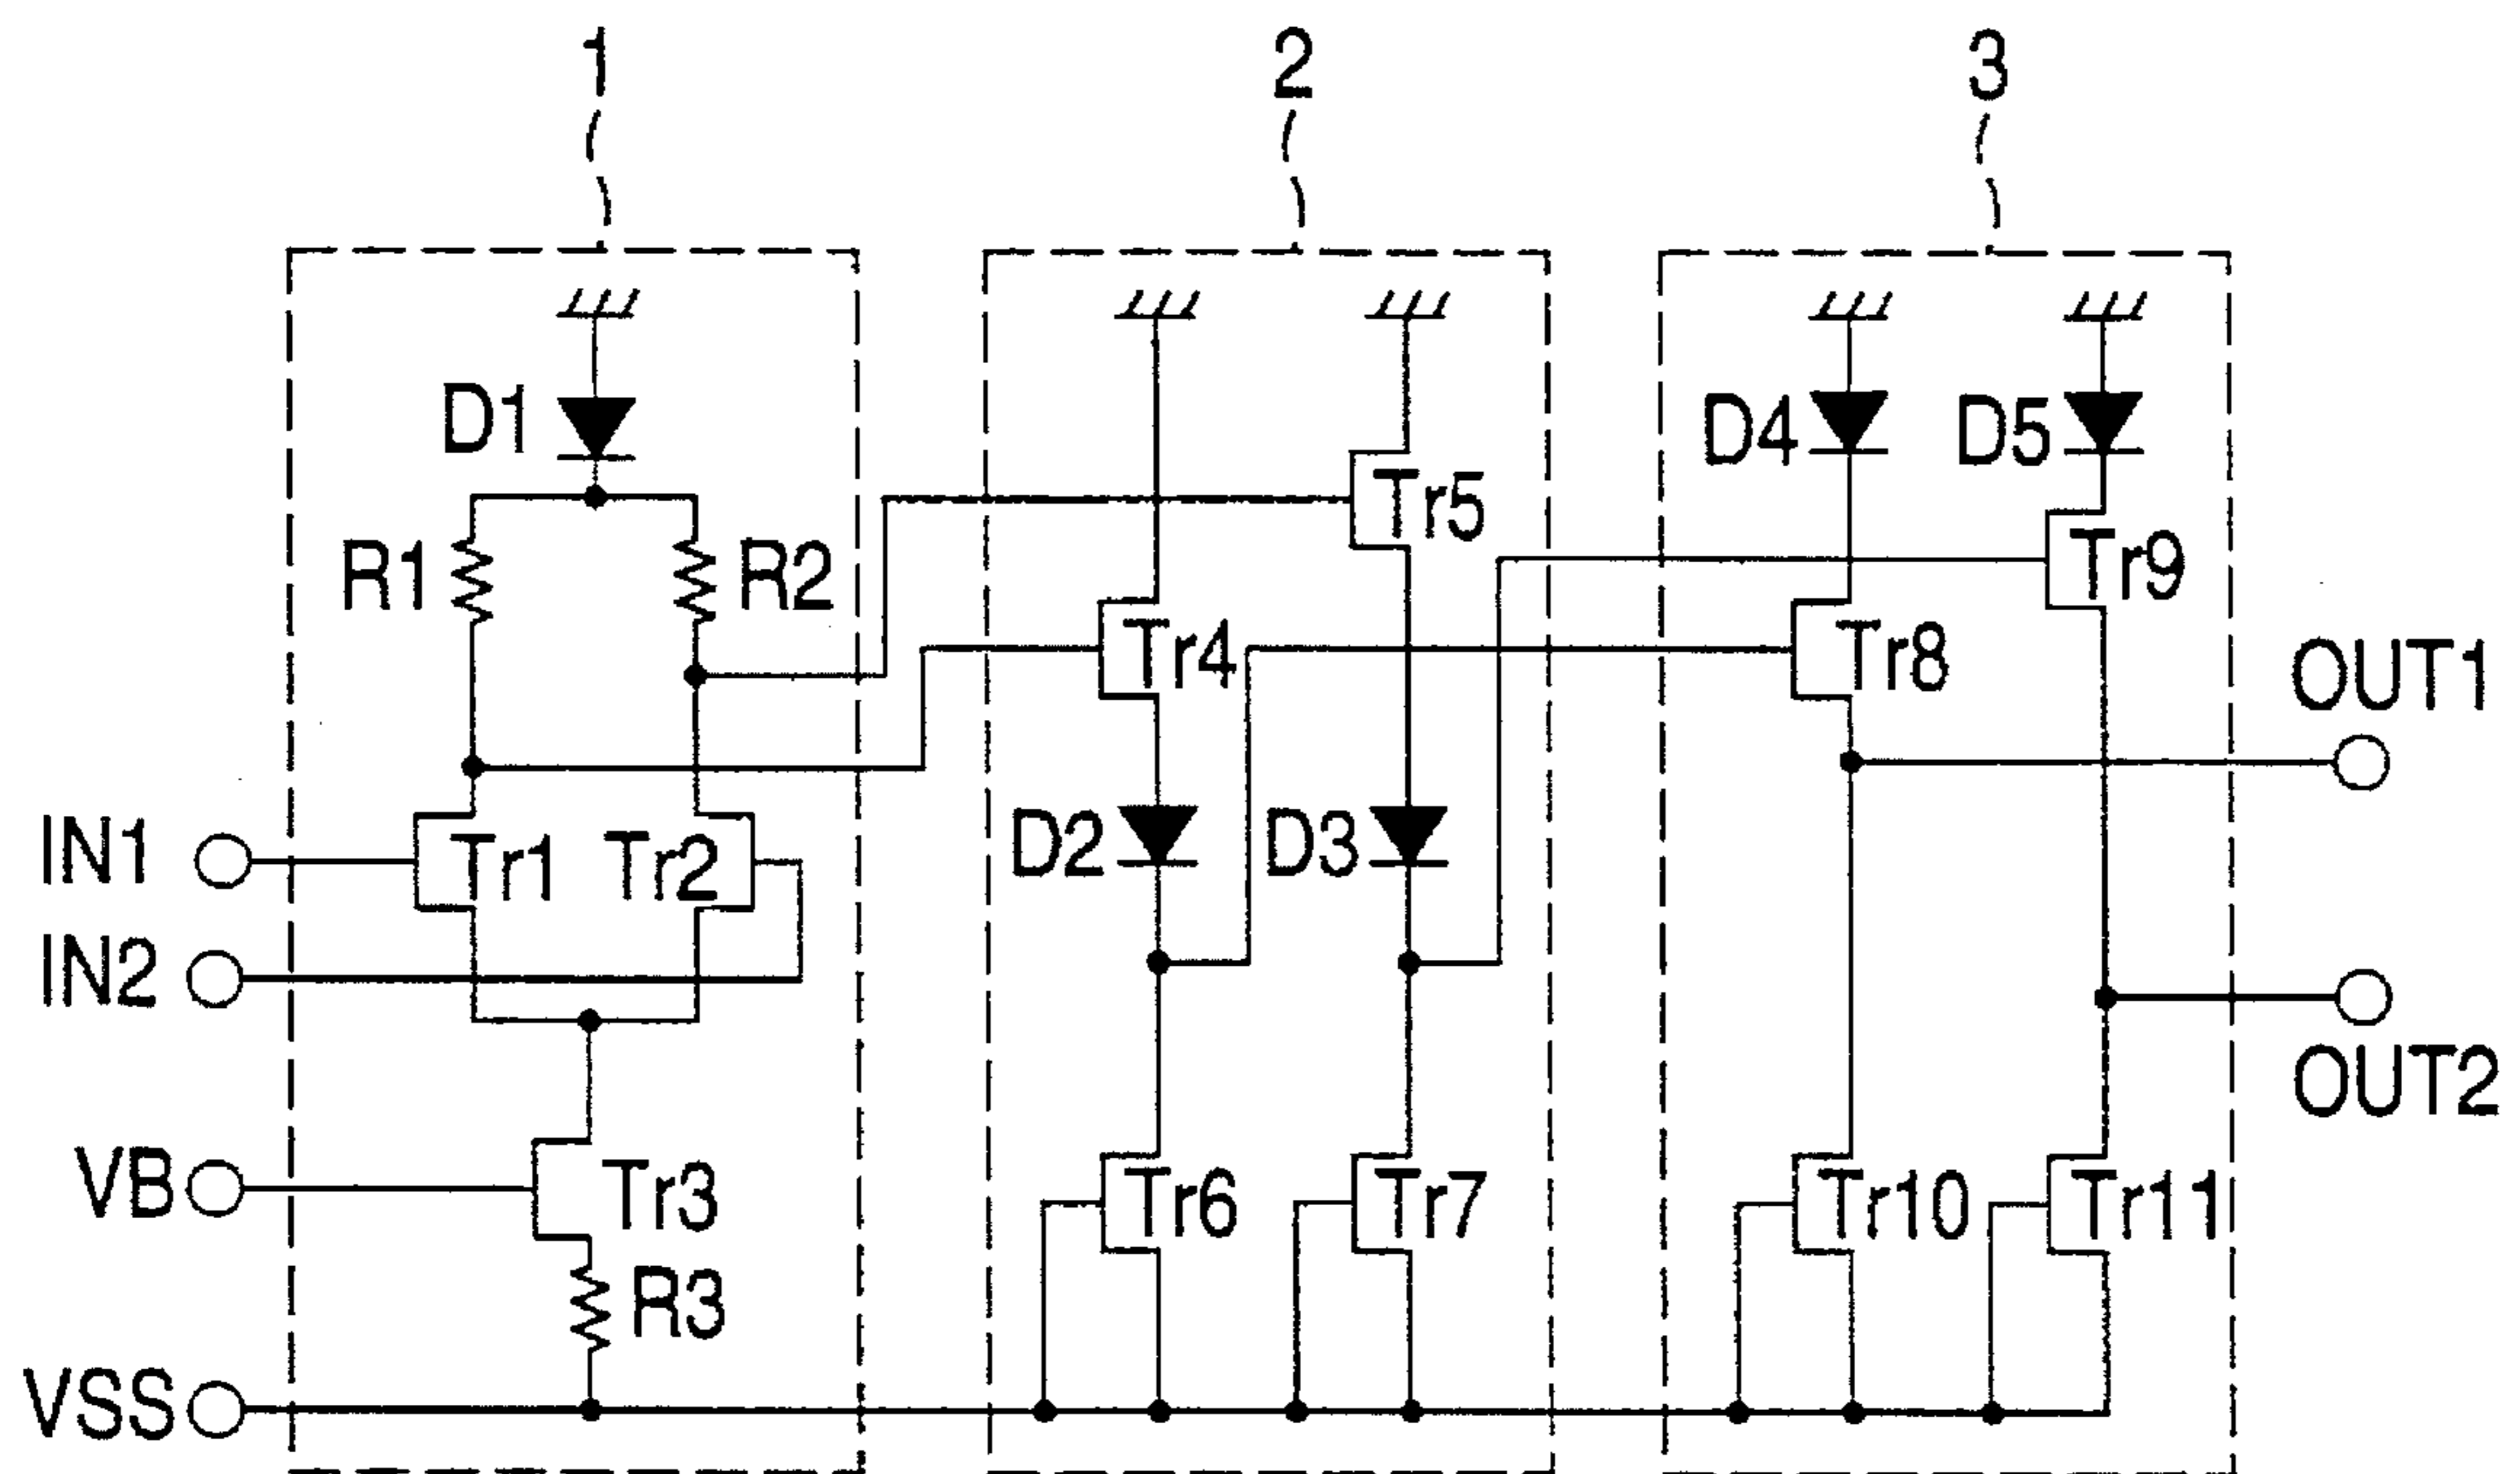 1 2 3
D1 D4 D5
Tr5
R1 R2 Tr9
Tr4 Tr8 OUT1
IN1 Tr1 Tr2 D2 D3
IN2
OUT2
VB Tr3 Tr6 Tr7 Tr10 Tr11
R3
VSS